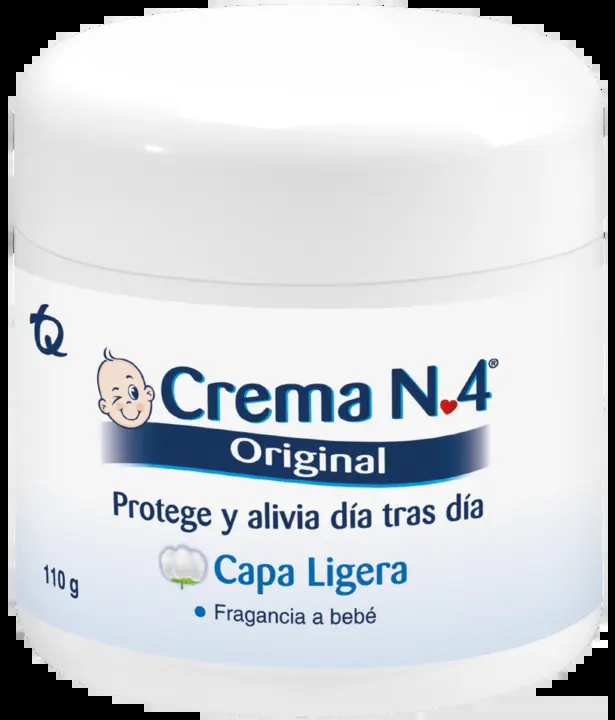 TQ
Crema N.4®
Original
Protege y alivia día tras día
Capa Ligera
110 g
• Fragancia a bebé